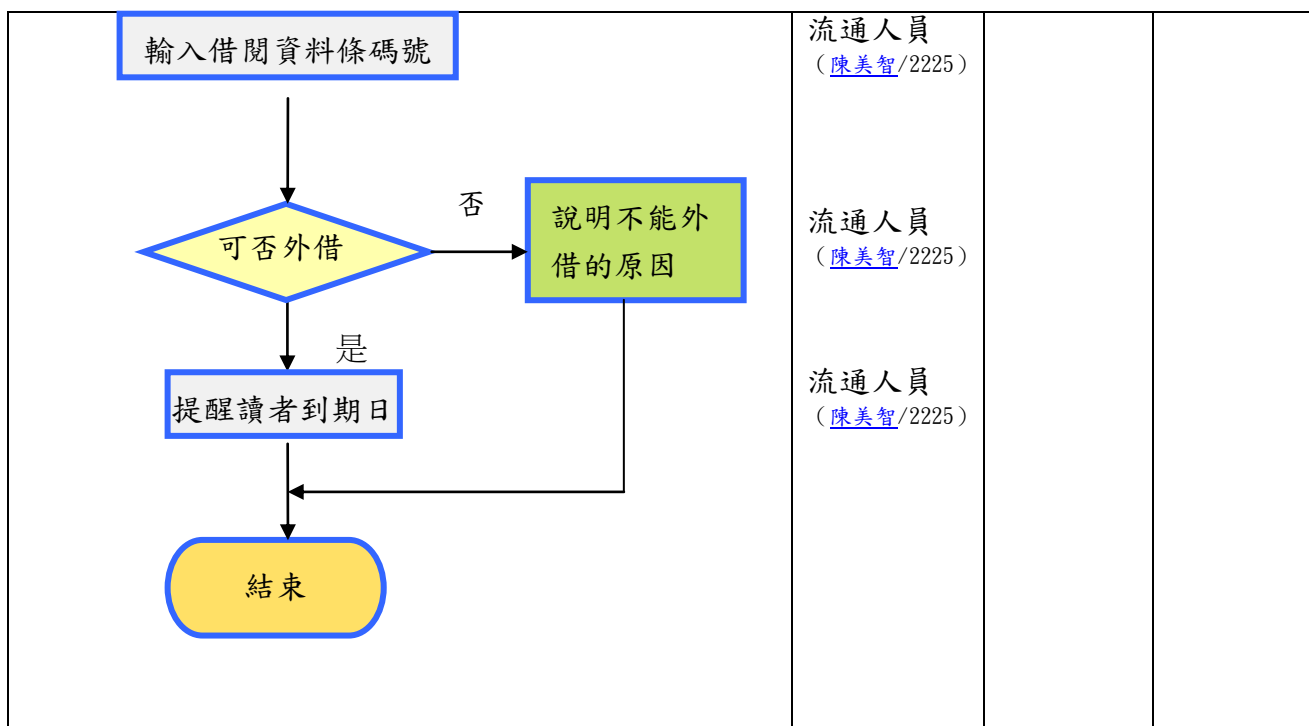 輸入借閱資料條碼號
流通人員
（陳美智/2225）
否
可否外借
說明不能外
借的原因
流通人員
（陳美智/2225）
是
提醒讀者到期日
流通人員
（陳美智/2225）
結束